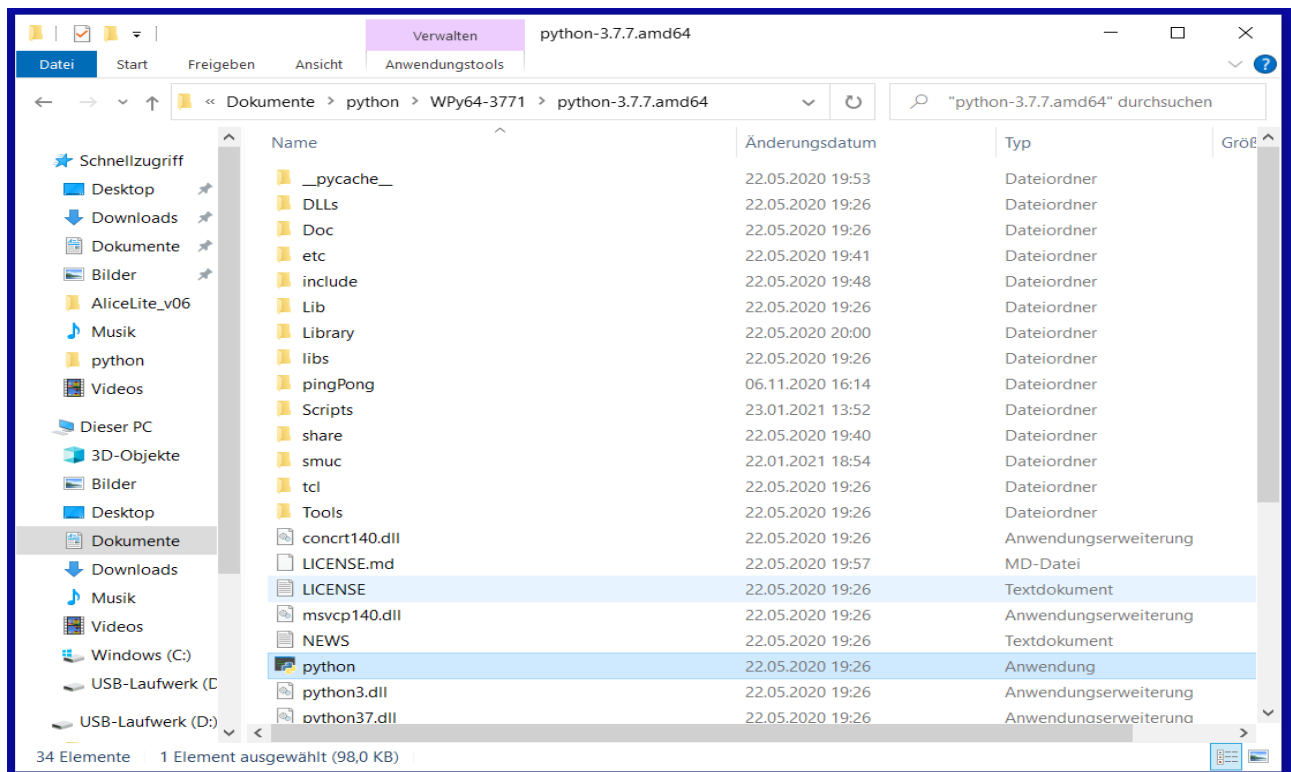 Verwalten python-3.7.7.amd64
Datei Start Freigeben Ansicht Anwendungstools
« Dokumente > python > WPy64-3771 > python-3.7.7.amd64 "python-3.7.7.amd64" durchsuchen
Schnellzugriff
Desktop
Downloads
Dokumente
Bilder
AliceLite_v06
Musik
python
Videos
Dieser PC
3D-Objekte
Bilder
Desktop
Dokumente
Downloads
Musik
Videos
Windows (C:)
USB-Laufwerk (D
USB-Laufwerk (D:)
Name Änderungsdatum Typ Größ
__pycache__ 22.05.2020 19:53 Dateiordner
DLLs 22.05.2020 19:26 Dateiordner
Doc 22.05.2020 19:26 Dateiordner
etc 22.05.2020 19:41 Dateiordner
include 22.05.2020 19:48 Dateiordner
Lib 22.05.2020 19:26 Dateiordner
Library 22.05.2020 20:00 Dateiordner
libs 22.05.2020 19:26 Dateiordner
pingPong 06.11.2020 16:14 Dateiordner
Scripts 23.01.2021 13:52 Dateiordner
share 22.05.2020 19:40 Dateiordner
smuc 22.01.2021 18:54 Dateiordner
tcl 22.05.2020 19:26 Dateiordner
Tools 22.05.2020 19:26 Dateiordner
concrt140.dll 22.05.2020 19:26 Anwendungserweiterung
LICENSE.md 22.05.2020 19:57 MD-Datei
LICENSE 22.05.2020 19:26 Textdokument
msvcp140.dll 22.05.2020 19:26 Anwendungserweiterung
NEWS 22.05.2020 19:26 Textdokument
python 22.05.2020 19:26 Anwendung
python3.dll 22.05.2020 19:26 Anwendungserweiterung
python37.dll 22.05.2020 19:26 Anwendungserweiterung
34 Elemente 1 Element ausgewählt (98,0 KB)